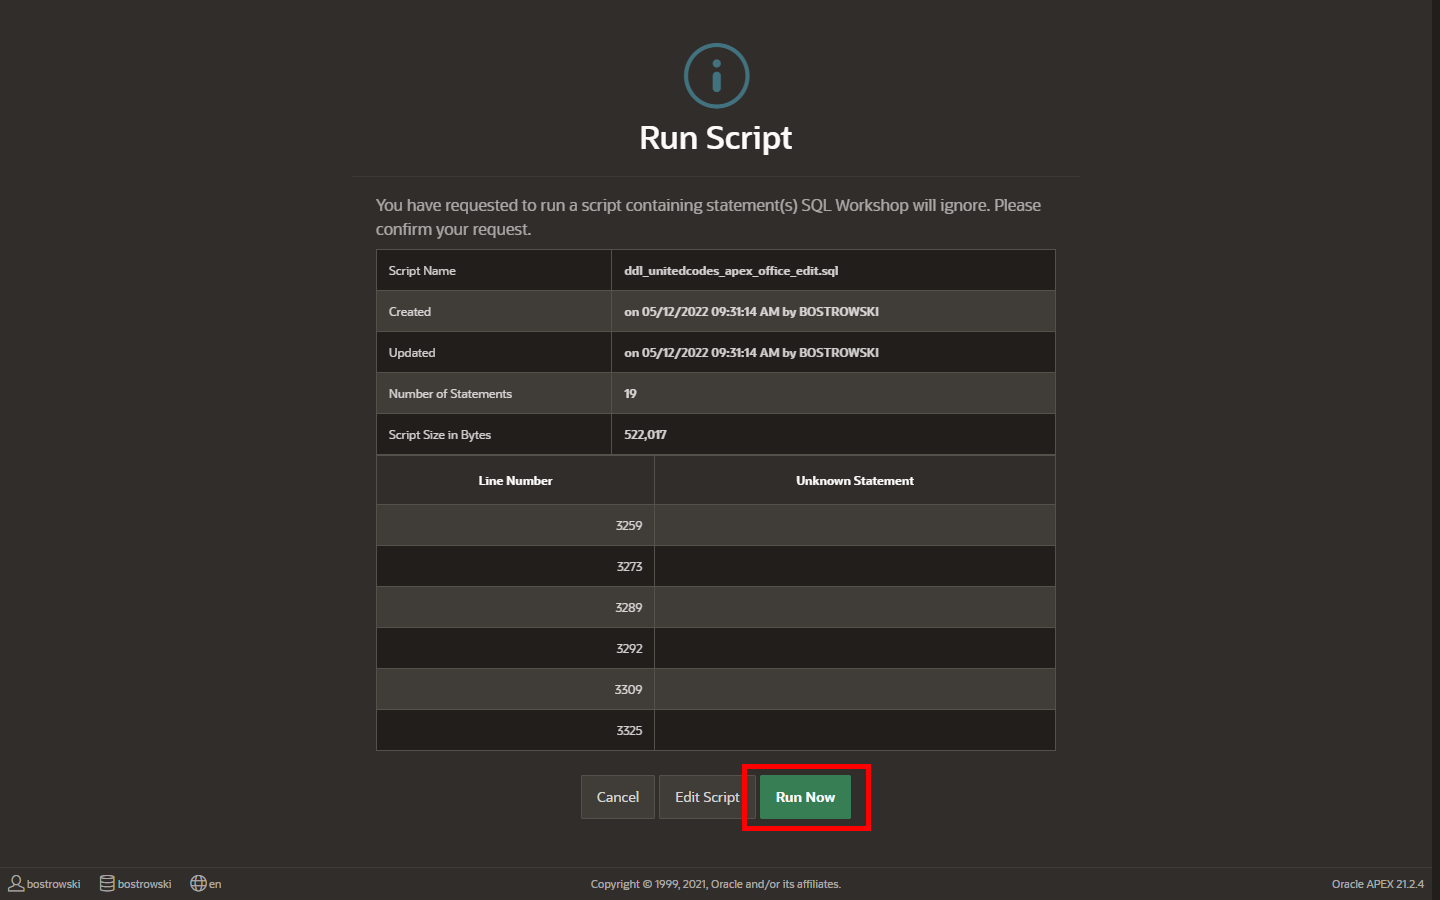 Run Script
You have requested to run a script containing statement(s) SQL Workshop will ignore. Please
confirm your request.
Script Name ddl_unitedcodes_apex_office_edit.sql
Created on 05/12/2022 09:31:14 AM by BOSTROWSKI
Updated on 05/12/2022 09:31:14 AM by BOSTROWSKI
Number of Statements 19
Script Size in Bytes 522,017
Line Number Unknown Statement
3259
3273
3289
3292
3309
3325
Cancel Edit Script Run Now
bostrowski bostrowski en Copyright © 1999, 2021, Oracle and/or its affiliates. Oracle APEX 21.2.4